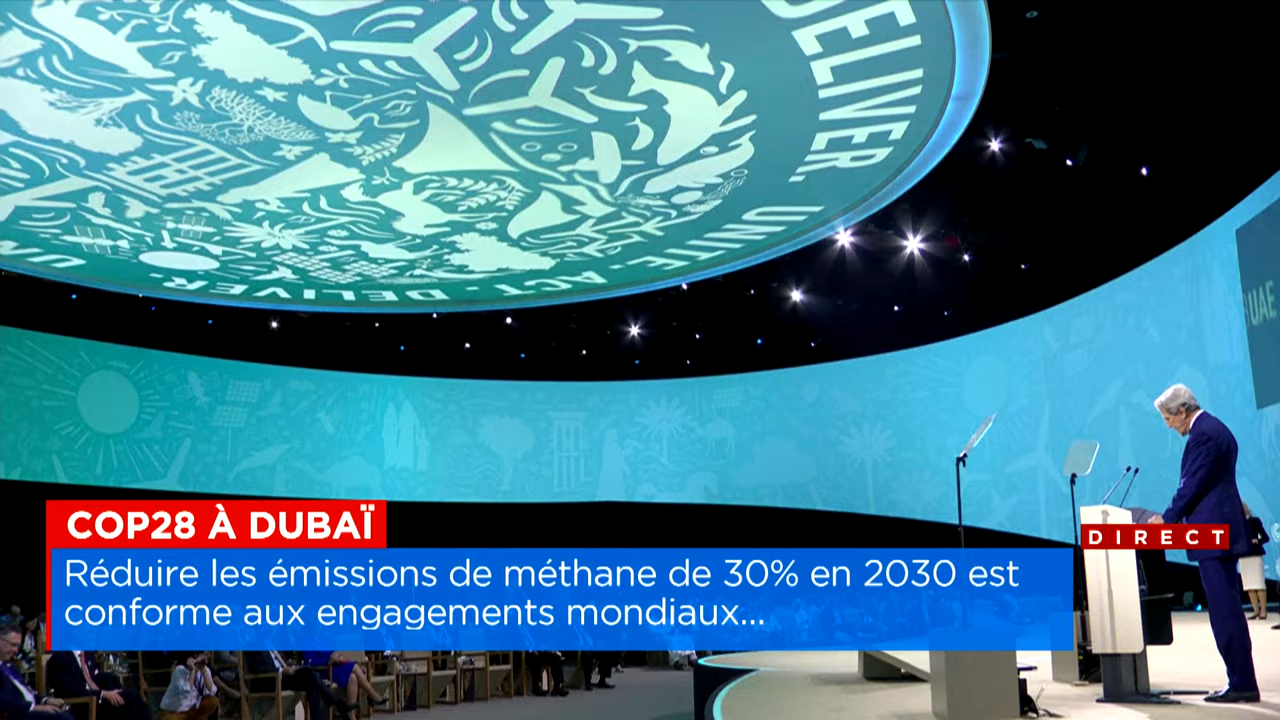 DELIVER.
UNITE·ACT·DELIVER
UN
UAE
COP28 À DUBAÏ
DIRECT
Réduire les émissions de méthane de 30% en 2030 est
conforme aux engagements mondiaux...